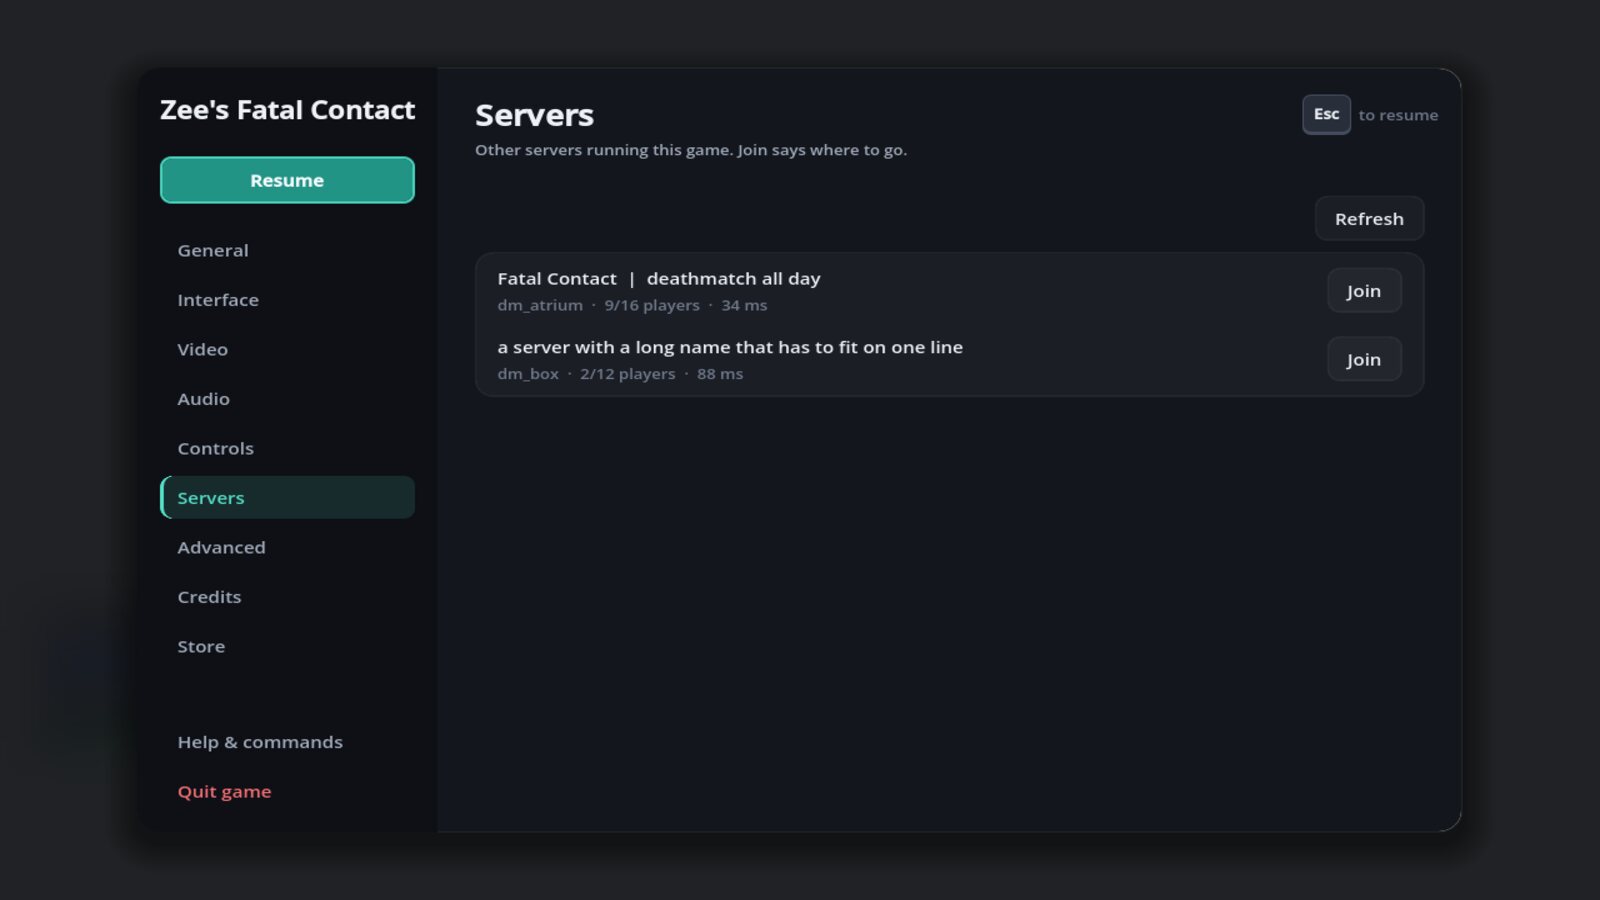 Zee's Fatal Contact
Resume
General
Interface
Video
Audio
Controls
Servers
Advanced
Credits
Store
Help & commands
Quit game
Servers
Other servers running this game. Join says where to go.
Esc to resume
Refresh
Fatal Contact | deathmatch all day
dm_atrium · 9/16 players · 34 ms
Join
a server with a long name that has to fit on one line
dm_box · 2/12 players · 88 ms
Join